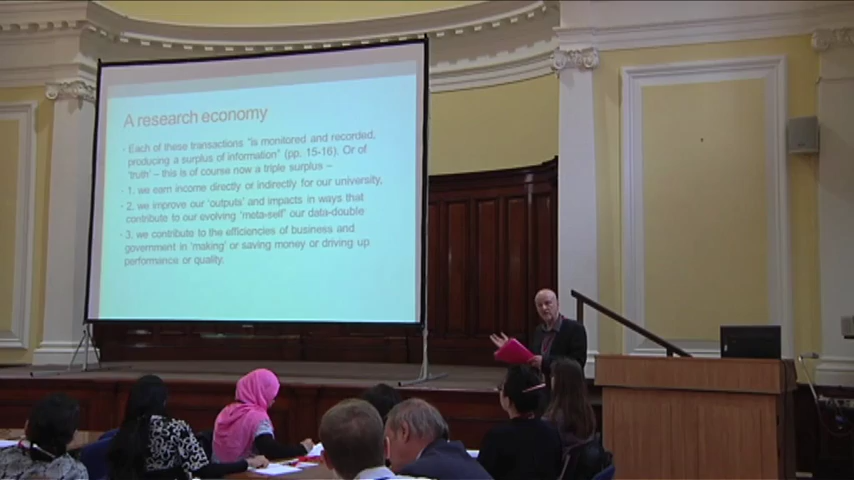 A research economy
· Each of these transactions "is monitored and recorded,
producing a surplus of information" (pp. 15-16). Or of
'truth' – this is of course now a triple surplus –
· 1. we earn income directly or indirectly for our university,
· 2. we improve our 'outputs' and impacts in ways that
contribute to our evolving 'meta-self' our data-double
· 3. we contribute to the efficiencies of business and
government in 'making' or saving money or driving up
performance or quality.